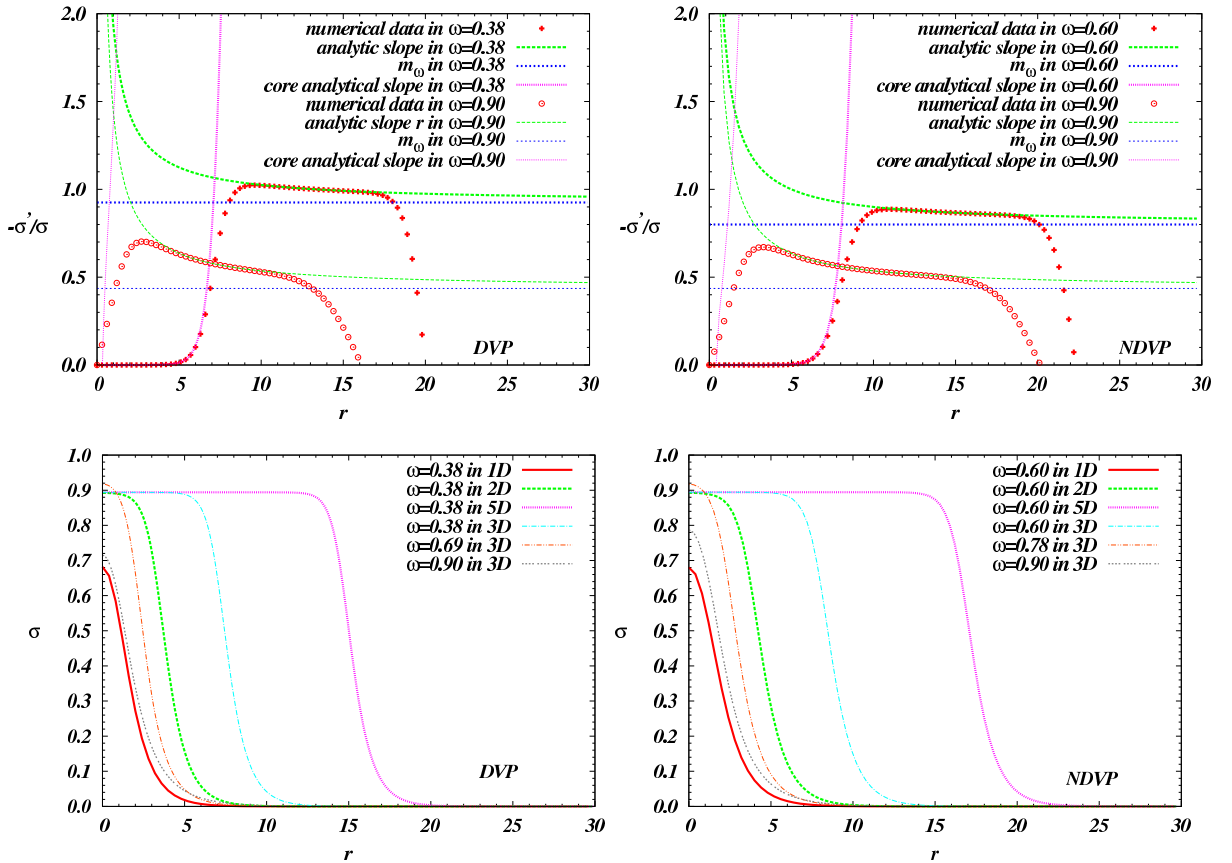 2.0
1.5
1.0
0.5
0.0
-σ'/σ
numerical data in ω=0.38
analytic slope in ω=0.38
mω in ω=0.38
core analytical slope in ω=0.38
numerical data in ω=0.90
analytic slope r in ω=0.90
mω in ω=0.90
core analytical slope in ω=0.90
DVP
0 5 10 15 20 25 30
r
2.0
1.5
1.0
0.5
0.0
-σ'/σ
numerical data in ω=0.60
analytic slope in ω=0.60
mω in ω=0.60
core analytical slope in ω=0.60
numerical data in ω=0.90
analytic slope in ω=0.90
mω in ω=0.90
core analytical slope in ω=0.90
NDVP
0 5 10 15 20 25 30
r
1.0
0.9
0.8
0.7
0.6
0.5
0.4
0.3
0.2
0.1
0.0
σ
ω=0.38 in 1D
ω=0.38 in 2D
ω=0.38 in 5D
ω=0.38 in 3D
ω=0.69 in 3D
ω=0.90 in 3D
DVP
0 5 10 15 20 25 30
r
1.0
0.9
0.8
0.7
0.6
0.5
0.4
0.3
0.2
0.1
0.0
σ
ω=0.60 in 1D
ω=0.60 in 2D
ω=0.60 in 5D
ω=0.60 in 3D
ω=0.78 in 3D
ω=0.90 in 3D
NDVP
0 5 10 15 20 25 30
r